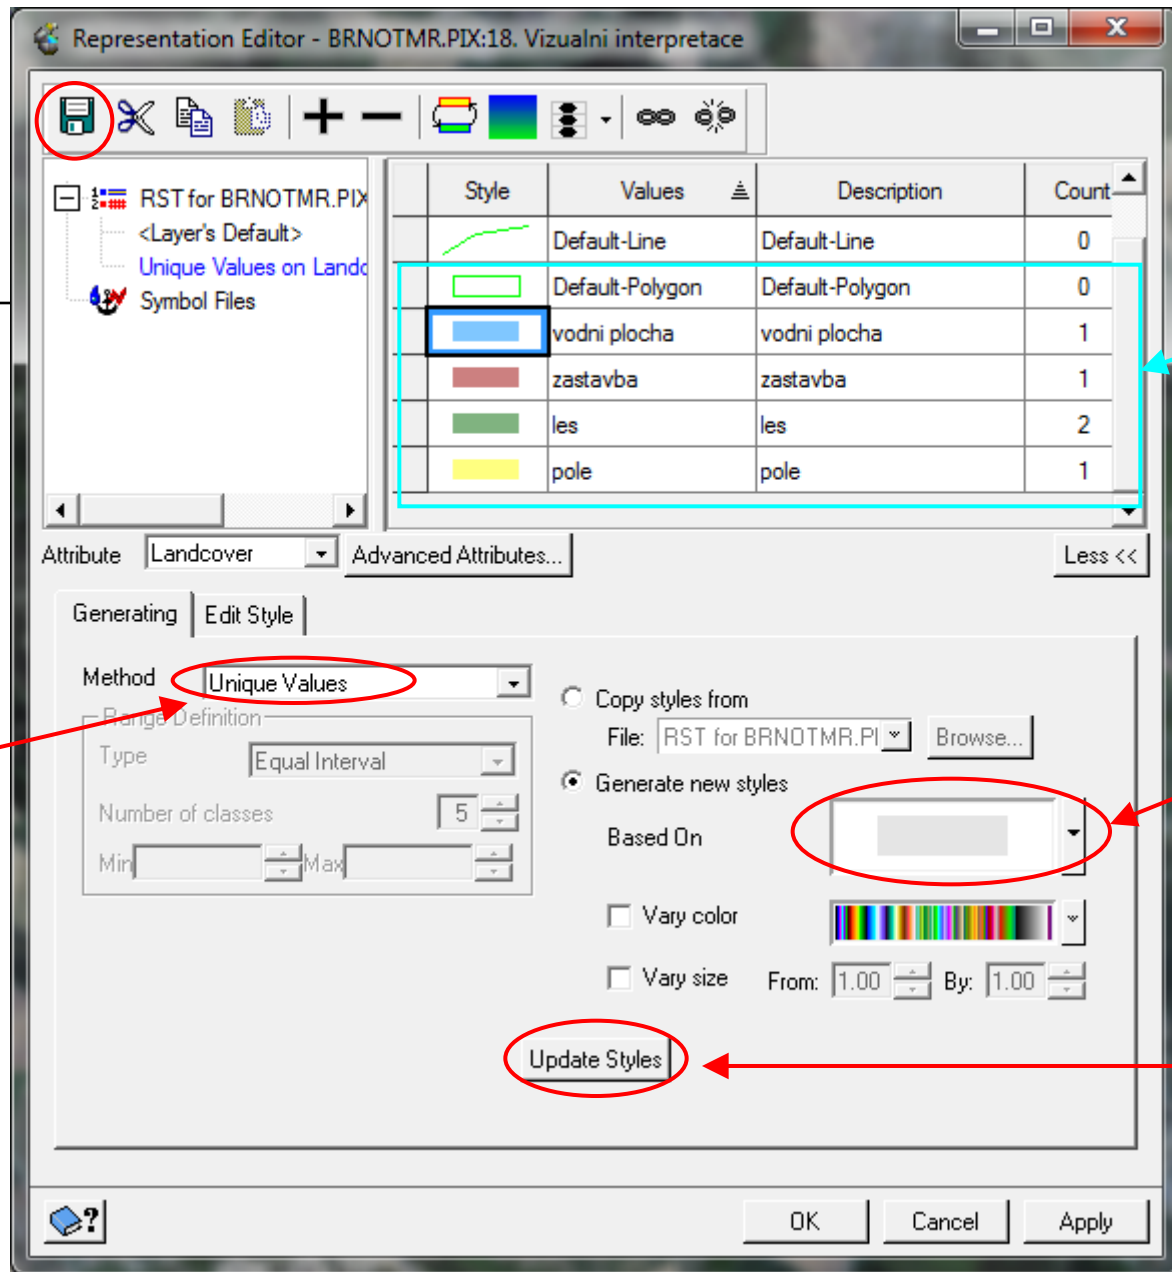 Representation Editor - BRNOTMR.PIX:18. Vizualni interpretace
RST for BRNOTMR.PIX
<Layer's Default>
Unique Values on Landc
Symbol Files
Style Values Description Count
Default-Line Default-Line 0
Default-Polygon Default-Polygon 0
vodni plocha vodni plocha 1
zastavba zastavba 1
les les 2
pole pole 1
Attribute Landcover Advanced Attributes... Less <<
Generating Edit Style
Method Unique Values
Range Definition
Type Equal Interval
Number of classes 5
Min Max
Copy styles from
File: RST for BRNOTMR.PI Browse...
Generate new styles
Based On
Vary color
Vary size From: 1.00 By: 1.00
Update Styles
OK Cancel Apply